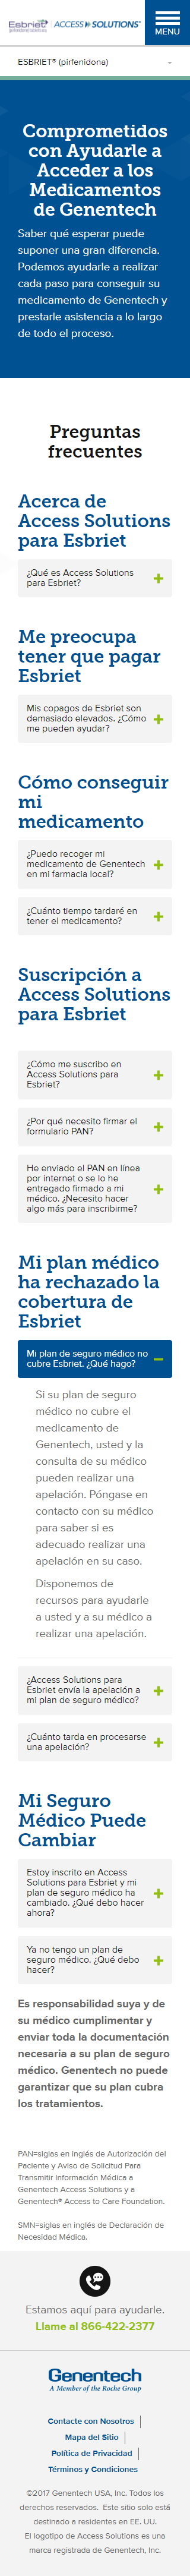 Esbriet
ACCESS SOLUTIONS®
MENU
ESBRIET® (pirfenidona)
Comprometidos
con Ayudarle a
Acceder a los
Medicamentos
de Genentech
Saber qué esperar puede
suponer una gran diferencia.
Podemos ayudarle a realizar
cada paso para conseguir su
medicamento de Genentech y
prestarle asistencia a lo largo
de todo el proceso.
Preguntas
frecuentes
Acerca de
Access Solutions
para Esbriet
¿Qué es Access Solutions
para Esbriet?
Me preocupa
tener que pagar
Esbriet
Mis copagos de Esbriet son
demasiado elevados. ¿Cómo
me pueden ayudar?
Cómo conseguir
mi
medicamento
¿Puedo recoger mi
medicamento de Genentech
en mi farmacia local?
¿Cuánto tiempo tardaré en
tener el medicamento?
Suscripción a
Access Solutions
para Esbriet
¿Cómo me suscribo en
Access Solutions para
Esbriet?
¿Por qué necesito firmar el
formulario PAN?
He enviado el PAN en línea
por internet o se lo he
entregado firmado a mi
médico. ¿Necesito hacer
algo más para inscribirme?
Mi plan médico
ha rechazado la
cobertura de
Esbriet
Mi plan de seguro médico no
cubre Esbriet. ¿Qué hago?
Si su plan de seguro
médico no cubre el
medicamento de
Genentech, usted y la
consulta de su médico
pueden realizar una
apelación. Póngase en
contacto con su médico
para saber si es
adecuado realizar una
apelación en su caso.
Disponemos de
recursos para ayudarle
a usted y a su médico a
realizar una apelación.
¿Access Solutions para
Esbriet envía la apelación a
mi plan de seguro médico?
¿Cuánto tarda en procesarse
una apelación?
Mi Seguro
Médico Puede
Cambiar
Estoy inscrito en Access
Solutions para Esbriet y mi
plan de seguro médico ha
cambiado. ¿Qué debo hacer
ahora?
Ya no tengo un plan de
seguro médico. ¿Qué debo
hacer?
Es responsabilidad suya y de
su médico cumplimentar y
enviar toda la documentación
necesaria a su plan de seguro
médico. Genentech no puede
garantizar que su plan cubra
los tratamientos.
PAN=siglas en inglés de Autorización del
Paciente y Aviso de Solicitud Para
Transmitir Información Médica a
Genentech Access Solutions y a
Genentech® Access to Care Foundation.
SMN=siglas en inglés de Declaración de
Necesidad Médica.
Estamos aquí para ayudarle.
Llame al 866-422-2377
Genentech
A Member of the Roche Group
Contacte con Nosotros
Mapa del Sitio
Política de Privacidad
Términos y Condiciones
©2017 Genentech USA, Inc. Todos los
derechos reservados. Este sitio solo está
destinado a residentes en EE. UU.
El logotipo de Access Solutions es una
marca registrada de Genentech, Inc.